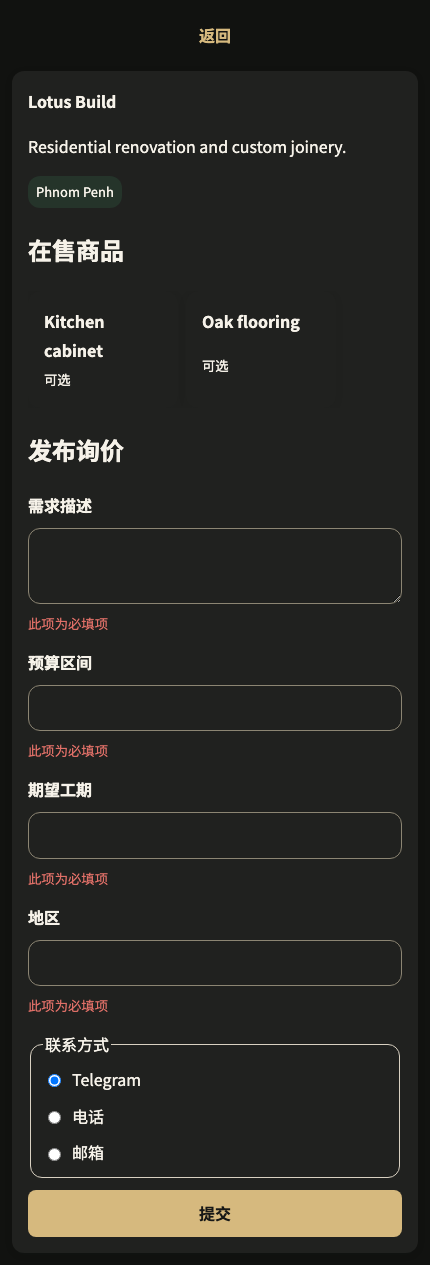 返回
Lotus Build
Residential renovation and custom joinery.
Phnom Penh
在售商品
Kitchen
cabinet
可选
Oak flooring
可选
发布询价
需求描述
此项为必填项
预算区间
此项为必填项
期望工期
此项为必填项
地区
此项为必填项
联系方式
Telegram
电话
邮箱
提交